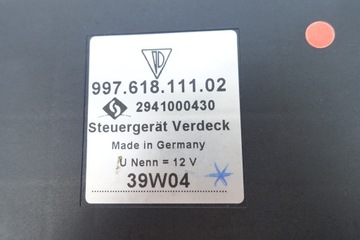 997.618.111.02
2941000430
Steuergerät Verdeck
Made in Germany
U Nenn = 12 V
39W04